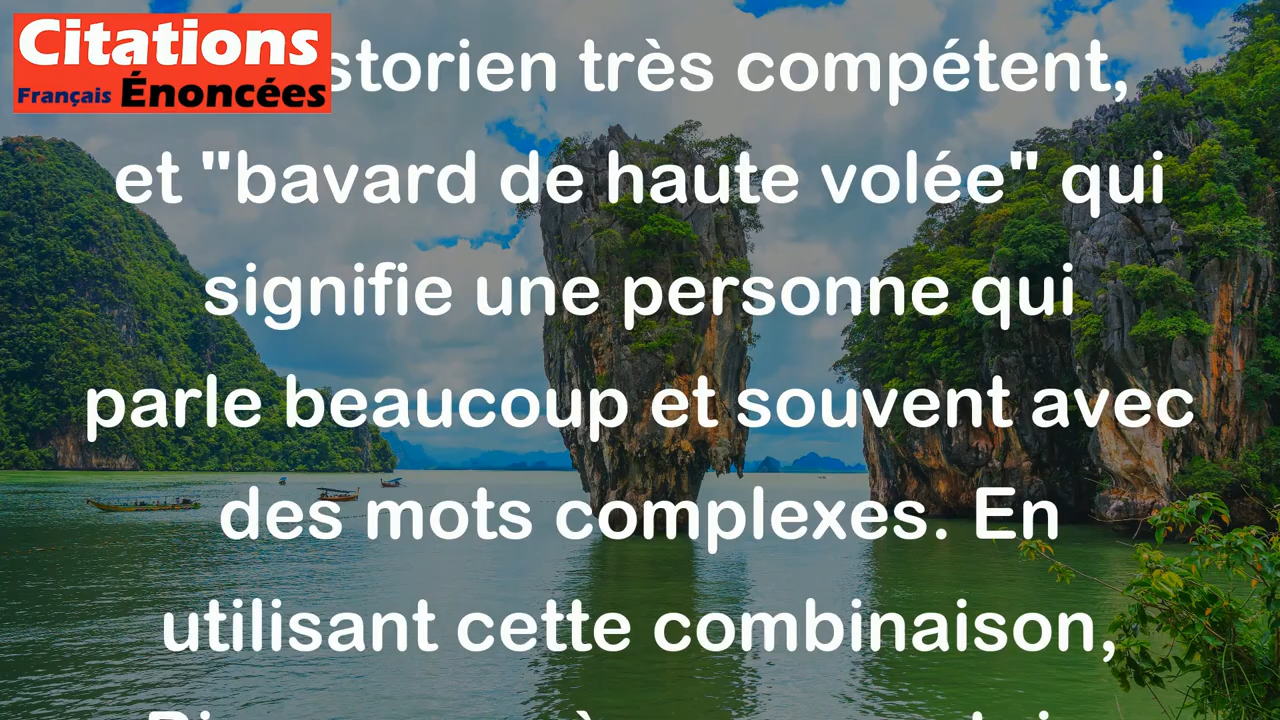 Citations
Français Énoncées
storien très compétent,
et "bavard de haute volée" qui
signifie une personne qui
parle beaucoup et souvent avec
des mots complexes. En
utilisant cette combinaison,